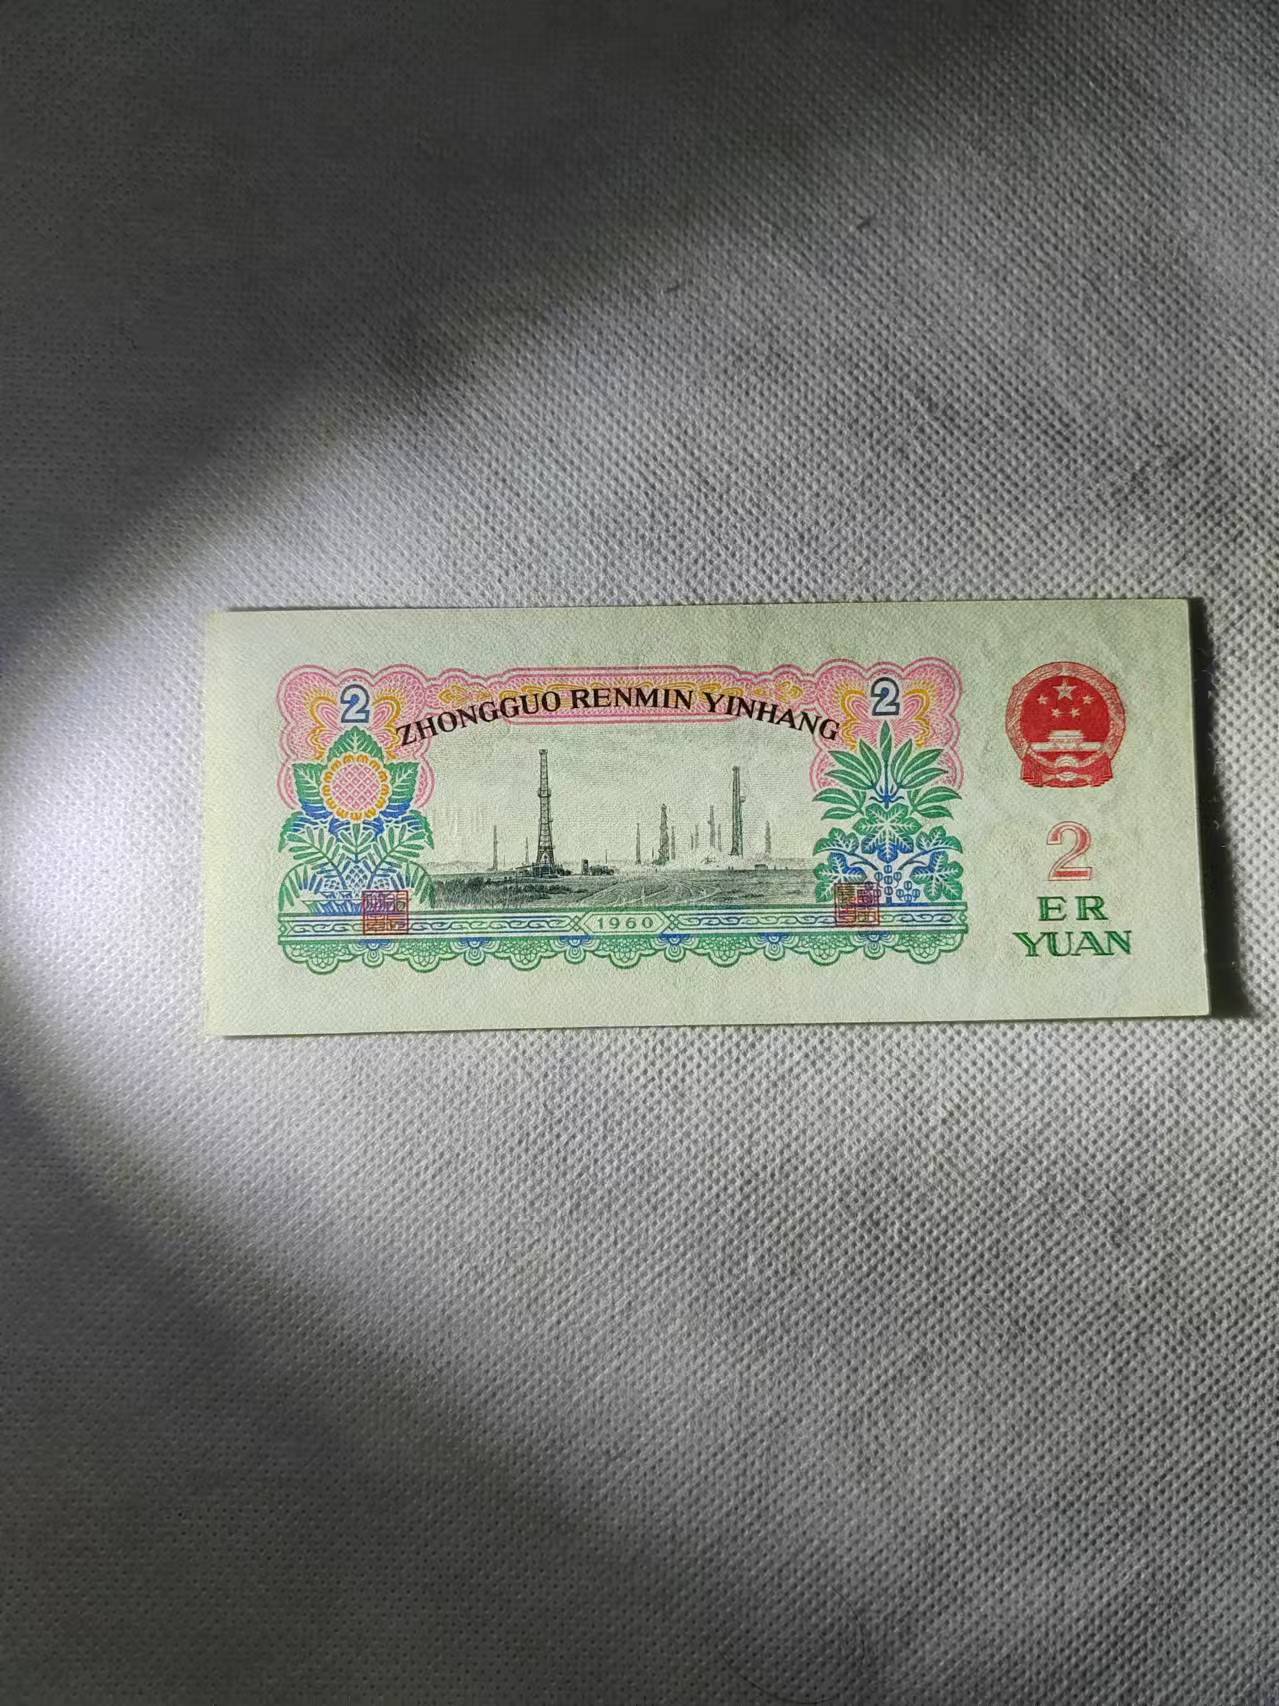 2
2
ZHONGGUO RENMIN YINHANG
1960
2
ER
YUAN